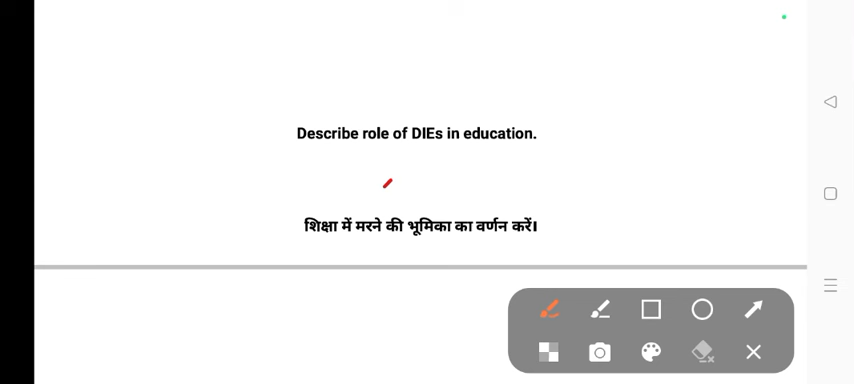 Describe role of DIEs in education.
शिक्षा में मरने की भूमिका का वर्णन करें।